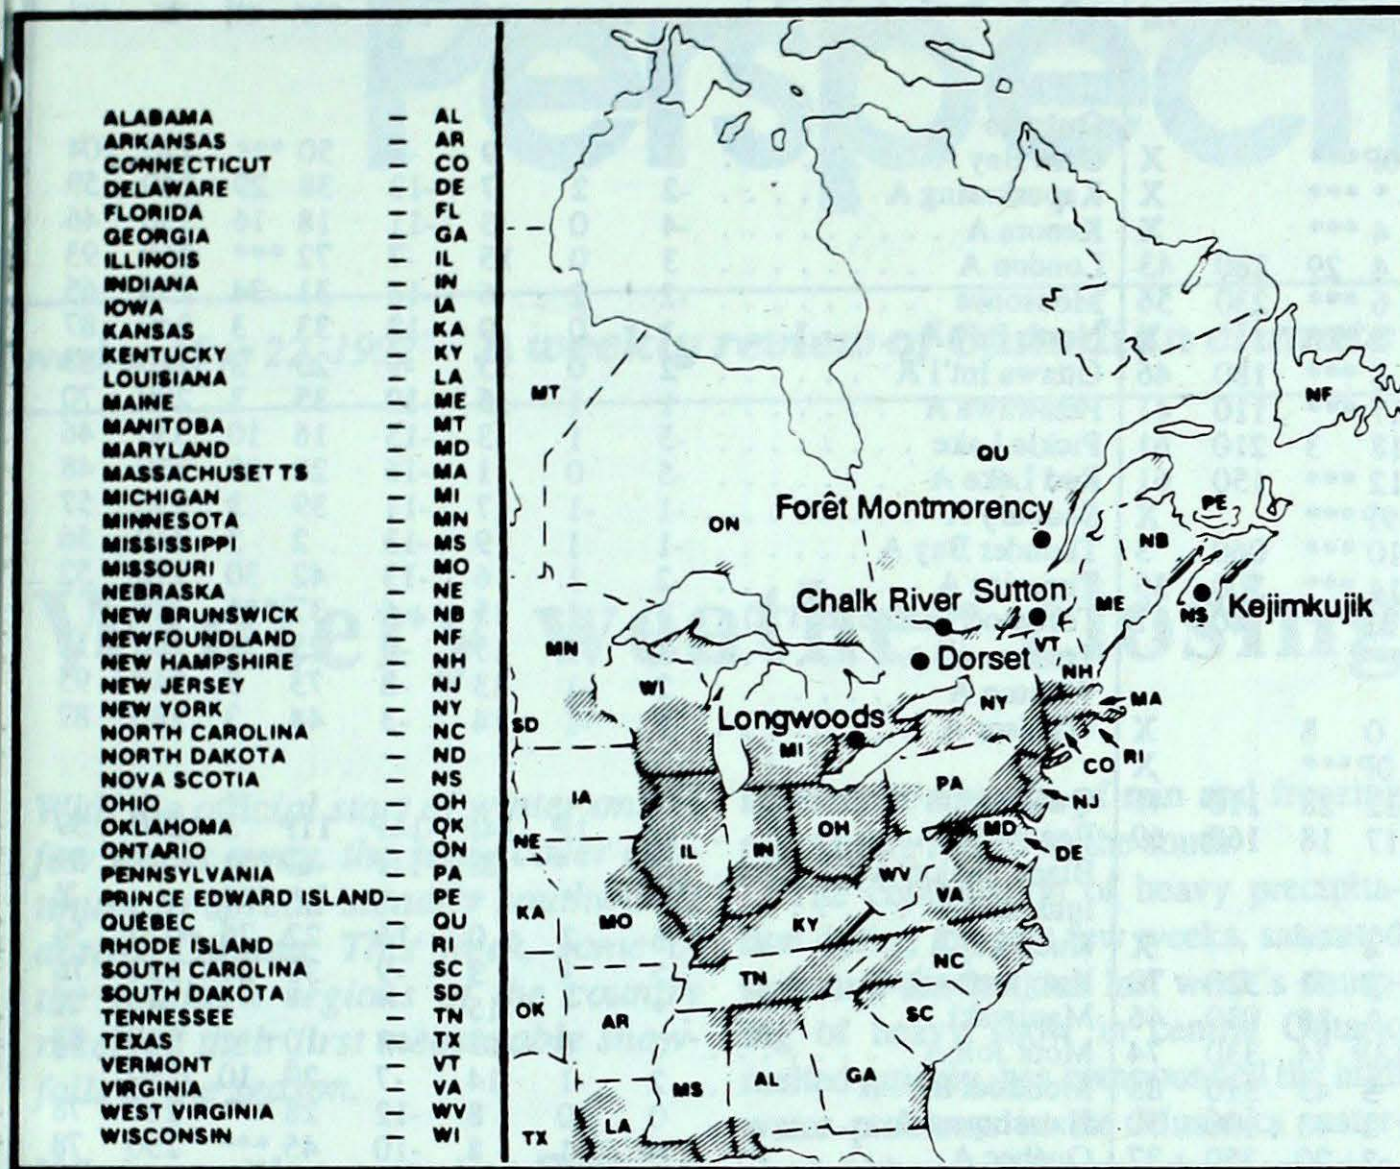 ALABAMA – AL
ARKANSAS – AR
CONNECTICUT – CO
DELAWARE – DE
FLORIDA – FL
GEORGIA – GA
ILLINOIS – IL
INDIANA – IN
IOWA – IA
KANSAS – KA
KENTUCKY – KY
LOUISIANA – LA
MAINE – ME
MANITOBA – MT
MARYLAND – MD
MASSACHUSETTS – MA
MICHIGAN – MI
MINNESOTA – MN
MISSISSIPPI – MS
MISSOURI – MO
NEBRASKA – NE
NEW BRUNSWICK – NB
NEWFOUNDLAND – NF
NEW HAMPSHIRE – NH
NEW JERSEY – NJ
NEW YORK – NY
NORTH CAROLINA – NC
NORTH DAKOTA – ND
NOVA SCOTIA – NS
OHIO – OH
OKLAHOMA – OK
ONTARIO – ON
PENNSYLVANIA – PA
PRINCE EDWARD ISLAND – PE
QUÉBEC – QU
RHODE ISLAND – RI
SOUTH CAROLINA – SC
SOUTH DAKOTA – SD
TENNESSEE – TN
TEXAS – TX
VERMONT – VT
VIRGINIA – VA
WEST VIRGINIA – WV
WISCONSIN – WI
MT
NF
QU
Forêt Montmorency
ON
PE
NB
Chalk River
Sutton
ME
NS
Kejimkujik
MN
VT
Dorset
NH
WI
NY
MA
SD
Longwoods
MI
CO
RI
IA
PA
NJ
NE
IL
IN
OH
MD
DE
WV
VA
KA
MO
KY
NC
TN
OK
AR
SC
MS
AL
GA
LA
TX